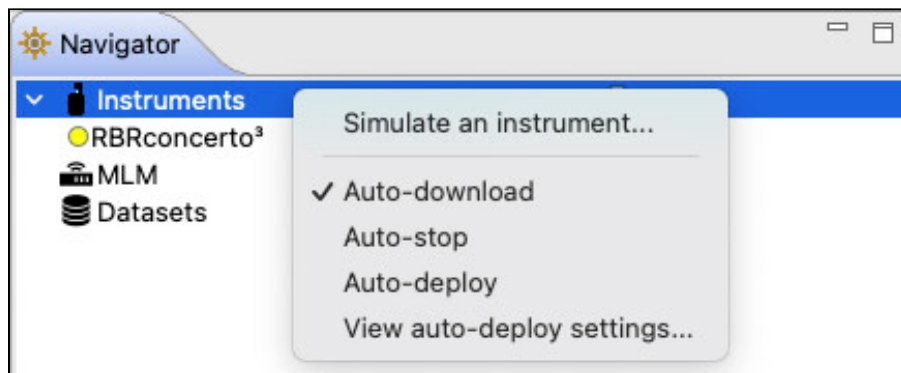 Navigator
Instruments
RBRconcerto³
MLM
Datasets
Simulate an instrument...
Auto-download
Auto-stop
Auto-deploy
View auto-deploy settings...